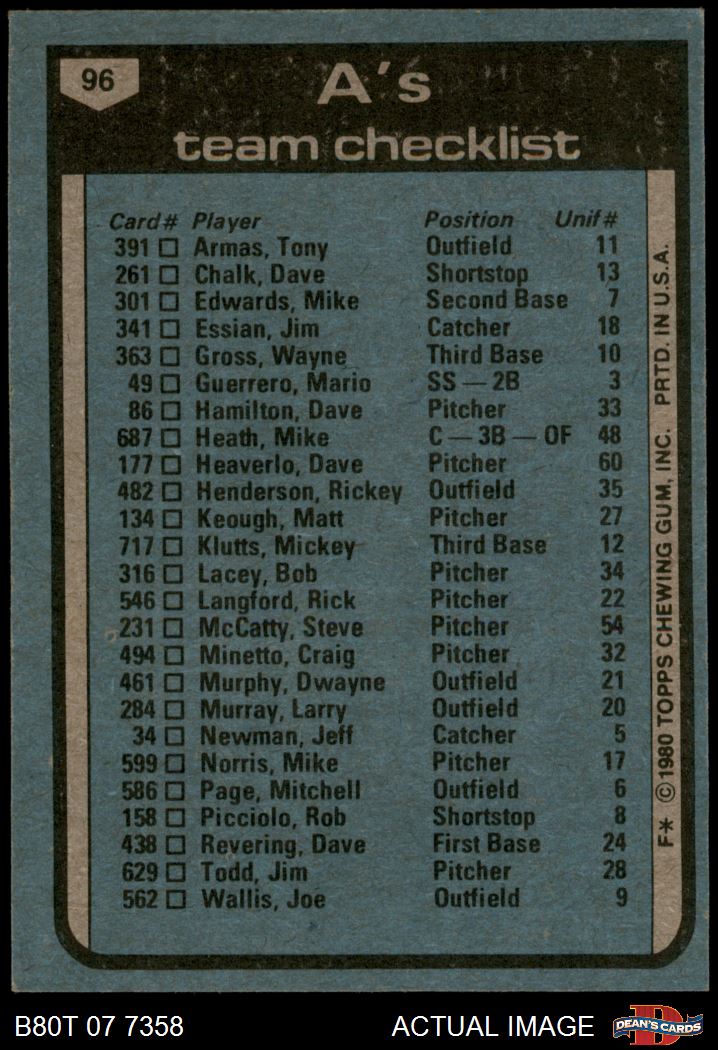 96
A's
team checklist
Card# Player Position Unif#
391 □ Armas, Tony Outfield 11
261 □ Chalk, Dave Shortstop 13
301 □ Edwards, Mike Second Base 7
341 □ Essian, Jim Catcher 18
363 □ Gross, Wayne Third Base 10
49 □ Guerrero, Mario SS — 2B 3
86 □ Hamilton, Dave Pitcher 33
687 □ Heath, Mike C — 3B — OF 48
177 □ Heaverlo, Dave Pitcher 60
482 □ Henderson, Rickey Outfield 35
134 □ Keough, Matt Pitcher 27
717 □ Klutts, Mickey Third Base 12
316 □ Lacey, Bob Pitcher 34
546 □ Langford, Rick Pitcher 22
231 □ McCatty, Steve Pitcher 54
494 □ Minetto, Craig Pitcher 32
461 □ Murphy, Dwayne Outfield 21
284 □ Murray, Larry Outfield 20
34 □ Newman, Jeff Catcher 5
599 □ Norris, Mike Pitcher 17
586 □ Page, Mitchell Outfield 6
158 □ Picciolo, Rob Shortstop 8
438 □ Revering, Dave First Base 24
629 □ Todd, Jim Pitcher 28
562 □ Wallis, Joe Outfield 9
F* © 1980 TOPPS CHEWING GUM, INC. PRTD. IN U.S.A.
B80T 07 7358 ACTUAL IMAGE DEAN'S CARDS